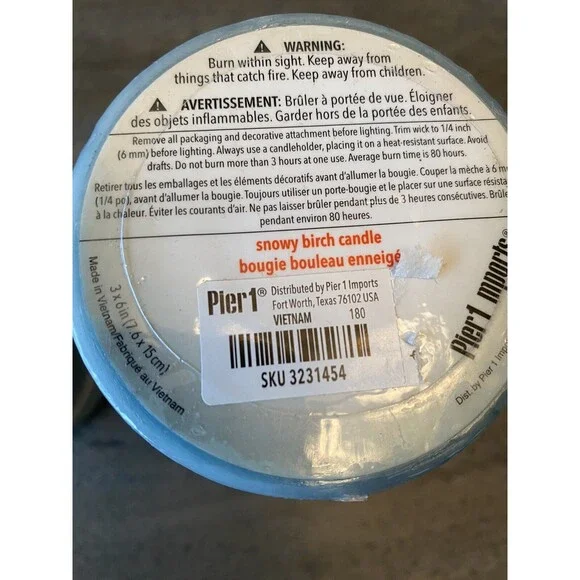 WARNING:
Burn within sight. Keep away from
things that catch fire. Keep away from children.
AVERTISSEMENT: Brûler à portée de vue. Éloigner
des objets inflammables. Garder hors de la portée des enfants.
Remove all packaging and decorative attachment before lighting. Trim wick to 1/4 inch
(6 mm) before lighting. Always use a candleholder, placing it on a heat-resistant surface. Avoid
drafts. Do not burn more than 3 hours at one use. Average burn time is 80 hours.
Retirer tous les emballages et les éléments décoratifs avant d'allumer la bougie. Couper la mèche à 6 m
(1/4 po), avant d'allumer la bougie. Toujours utiliser un porte-bougie et le placer sur une surface résista
à la chaleur. Éviter les courants d'air. Ne pas laisser brûler pendant plus de 3 heures consécutives. Brûle
pendant environ 80 heures.
snowy birch candle
bougie bouleau enneigé
Pier 1® Distributed by Pier 1 Imports
Fort Worth, Texas 76102 USA
VIETNAM 180
SKU 3231454
3 x 6 in (7.6 x 15 cm)
Made in Vietnam/Fabriqué au Vietnam
Pier 1 imports®
Dist. by Pier 1 Impor